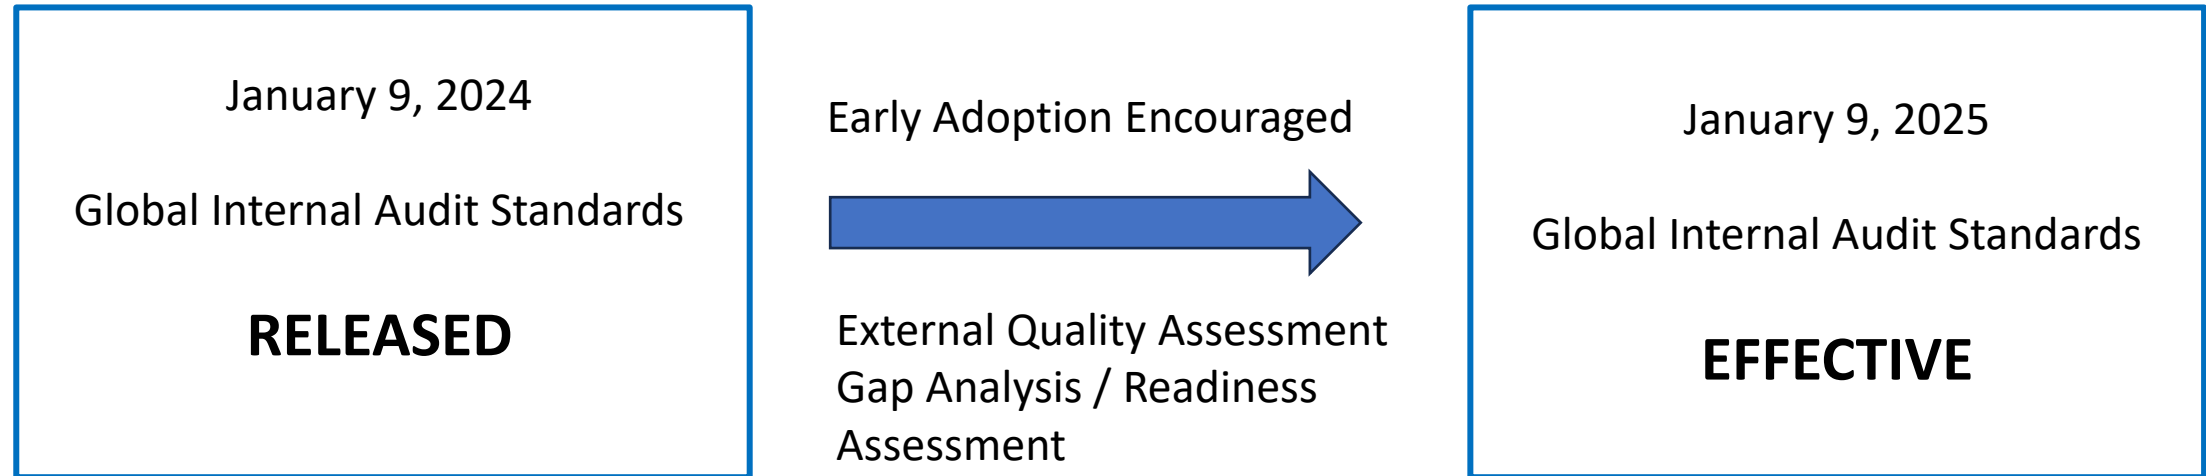 January 9, 2024
Global Internal Audit Standards
RELEASED
Early Adoption Encouraged
External Quality Assessment
Gap Analysis / Readiness
Assessment
January 9, 2025
Global Internal Audit Standards
EFFECTIVE